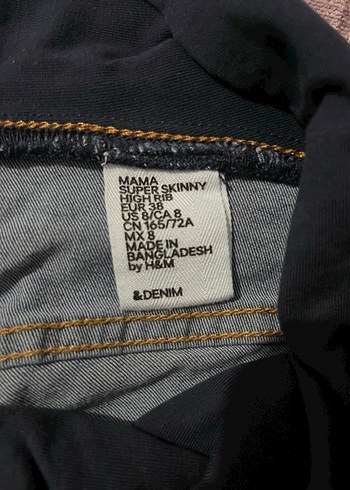 MAMA
SUPER SKINNY
HIGH RIB
EUR 38
US 8/CA 8
CN 165/72A
MX 8
MADE IN
BANGLADESH
by H&M
&DENIM